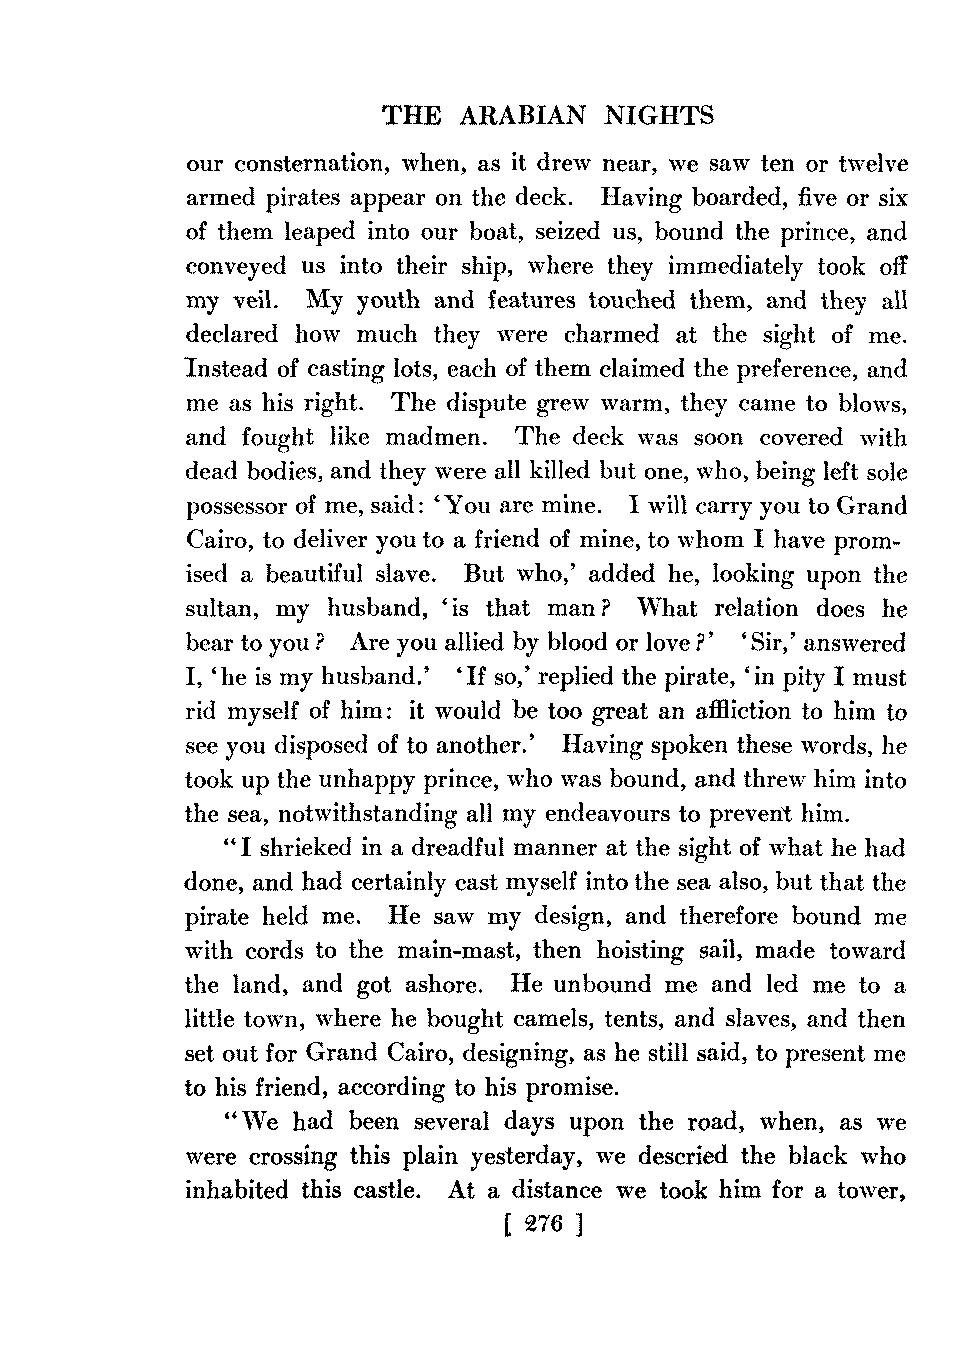 THE ARABIAN NIGHTS
our consternation, when, as it drew near, we saw ten or twelve
armed pirates appear on the deck. Having boarded, five or six
of them leaped into our boat, seized us, bound the prince, and
conveyed us into their ship, where they immediately took off
my veil. My youth and features touched them, and they all
declared how much they were charmed at the sight of me.
Instead of casting lots, each of them claimed the preference, and
me as his right. The dispute grew warm, they came to blows,
and fought like madmen. The deck was soon covered with
dead bodies, and they were all killed but one, who, being left sole
possessor of me, said: ‘You are mine. I will carry you to Grand
Cairo, to deliver you to a friend of mine, to whom I have prom-
ised a beautiful slave. But who,’ added he, looking upon the
sultan, my husband, ‘is that man? What relation does he
bear to you? Are you allied by blood or love?’ ‘Sir,’ answered
I, ‘he is my husband.’ ‘If so,’ replied the pirate, ‘in pity I must
rid myself of him: it would be too great an affliction to him to
see you disposed of to another.’ Having spoken these words, he
took up the unhappy prince, who was bound, and threw him into
the sea, notwithstanding all my endeavours to prevent him.
“I shrieked in a dreadful manner at the sight of what he had
done, and had certainly cast myself into the sea also, but that the
pirate held me. He saw my design, and therefore bound me
with cords to the main-mast, then hoisting sail, made toward
the land, and got ashore. He unbound me and led me to a
little town, where he bought camels, tents, and slaves, and then
set out for Grand Cairo, designing, as he still said, to present me
to his friend, according to his promise.
“We had been several days upon the road, when, as we
were crossing this plain yesterday, we descried the black who
inhabited this castle. At a distance we took him for a tower,
[ 276 ]